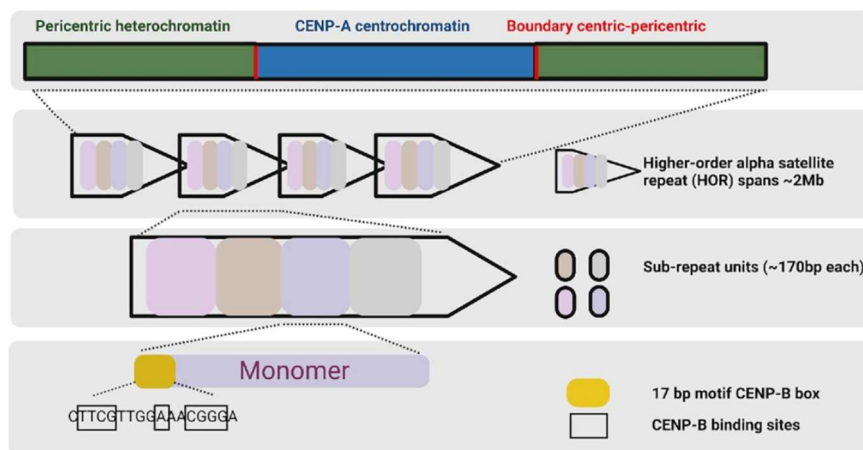 Pericentric heterochromatin CENP-A centrochromatin Boundary centric-pericentric
Higher-order alpha satellite
repeat (HOR) spans ~2Mb
Sub-repeat units (~170bp each)
Monomer
17 bp motif CENP-B box
CTTCGTTGGAAACGGGA
CENP-B binding sites